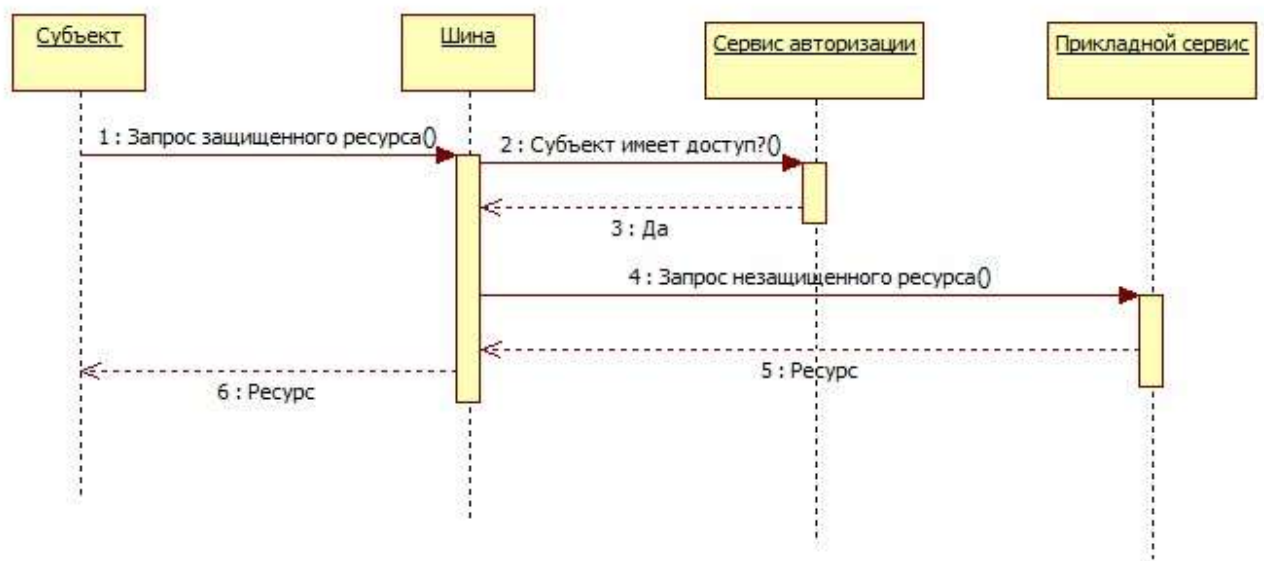 Субъект
Шина
Сервис авторизации
Прикладной сервис
1 : Запрос защищенного ресурса()
2 : Субъект имеет доступ?()
3 : Да
4 : Запрос незащищенного ресурса()
5 : Ресурс
6 : Ресурс